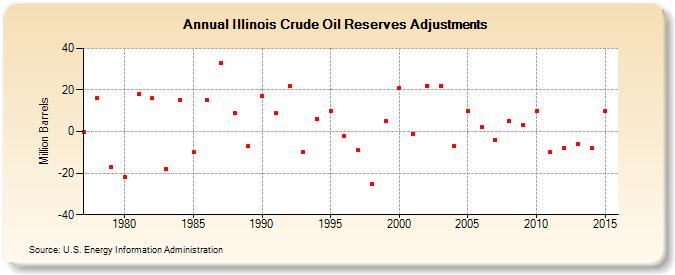 Annual Illinois Crude Oil Reserves Adjustments
Million Barrels
40
20
0
-20
-40
1980 1985 1990 1995 2000 2005 2010 2015
Source: U.S. Energy Information Administration